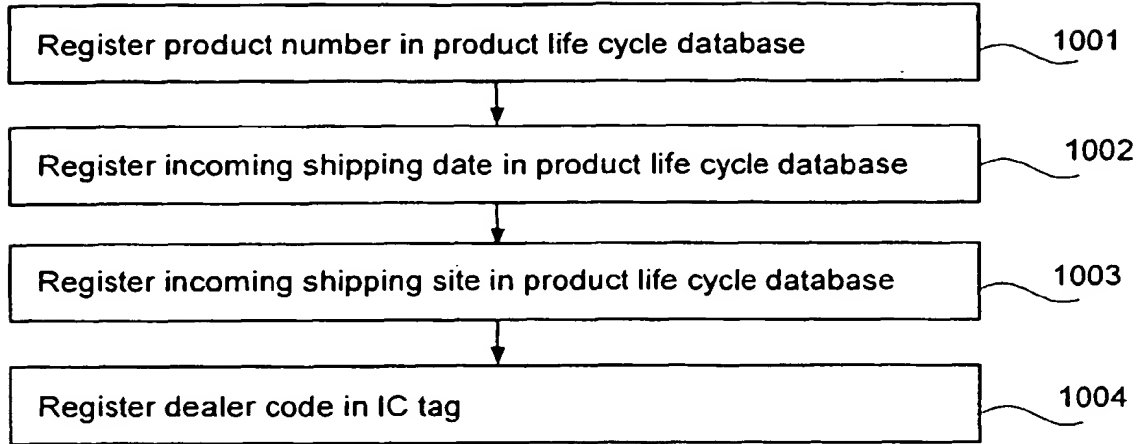 Register product number in product life cycle database
1001
Register incoming shipping date in product life cycle database
1002
Register incoming shipping site in product life cycle database
1003
Register dealer code in IC tag
1004